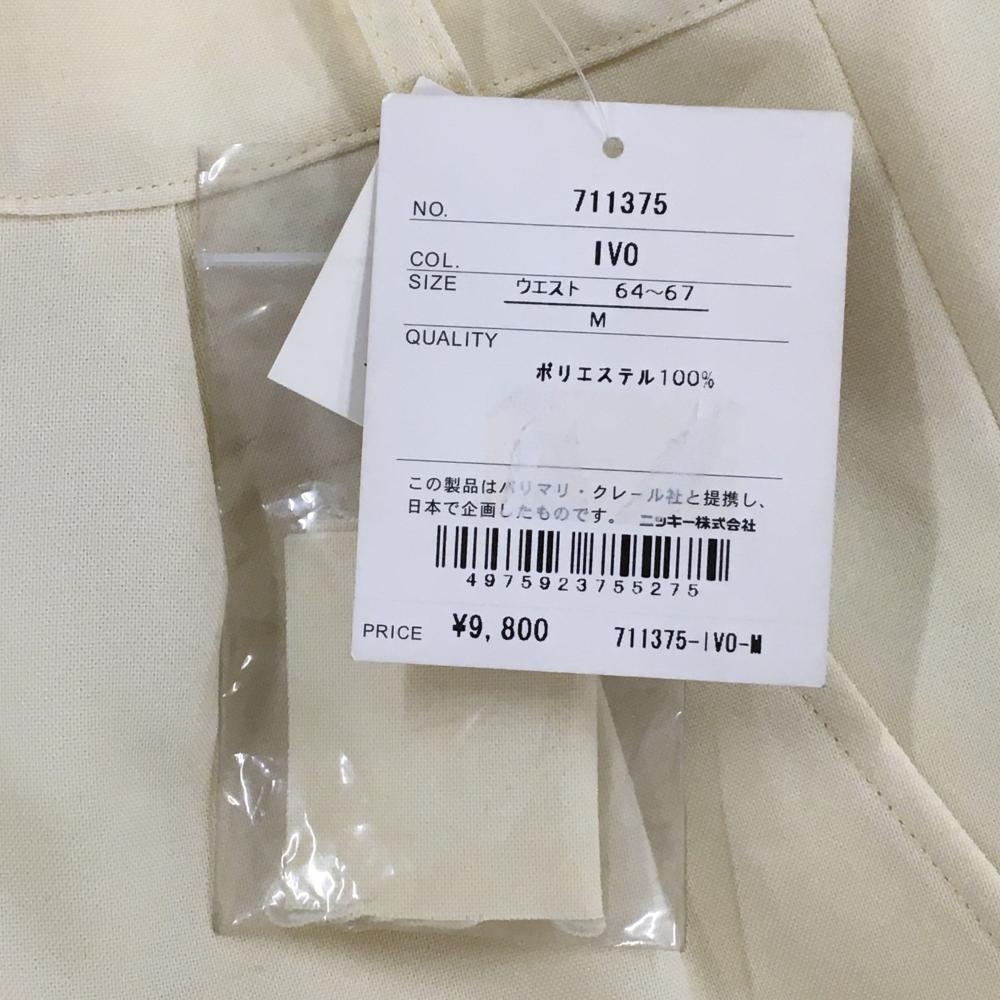 NO. 711375
COL. IVO
SIZE ウエスト 64~67
M
QUALITY
ポリエステル100%
この製品はパリマリ・クレール社と提携し、
日本で企画したものです。 ニッキー株式会社
4975923755275
PRICE ¥9,800 711375-IVO-M